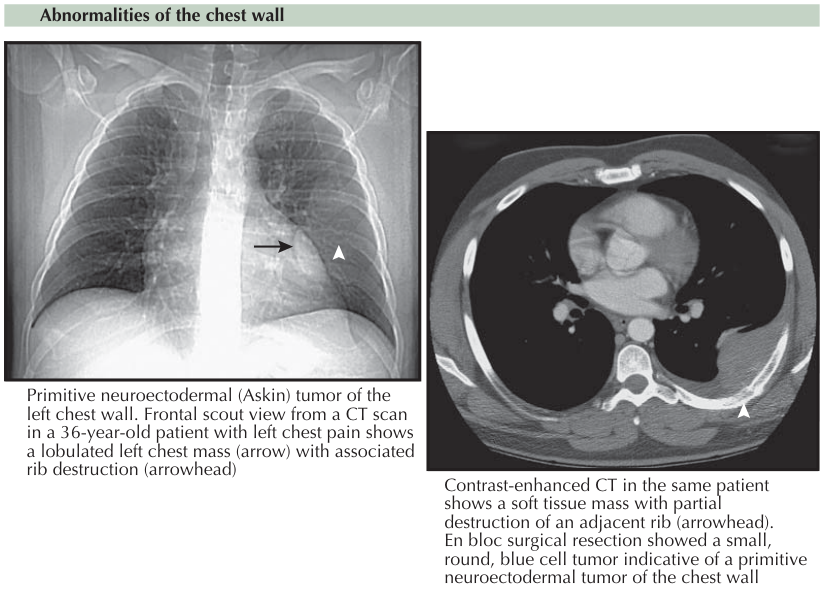 Abnormalities of the chest wall
Primitive neuroectodermal (Askin) tumor of the
left chest wall. Frontal scout view from a CT scan
in a 36-year-old patient with left chest pain shows
a lobulated left chest mass (arrow) with associated
rib destruction (arrowhead)
Contrast-enhanced CT in the same patient
shows a soft tissue mass with partial
destruction of an adjacent rib (arrowhead).
En bloc surgical resection showed a small,
round, blue cell tumor indicative of a primitive
neuroectodermal tumor of the chest wall